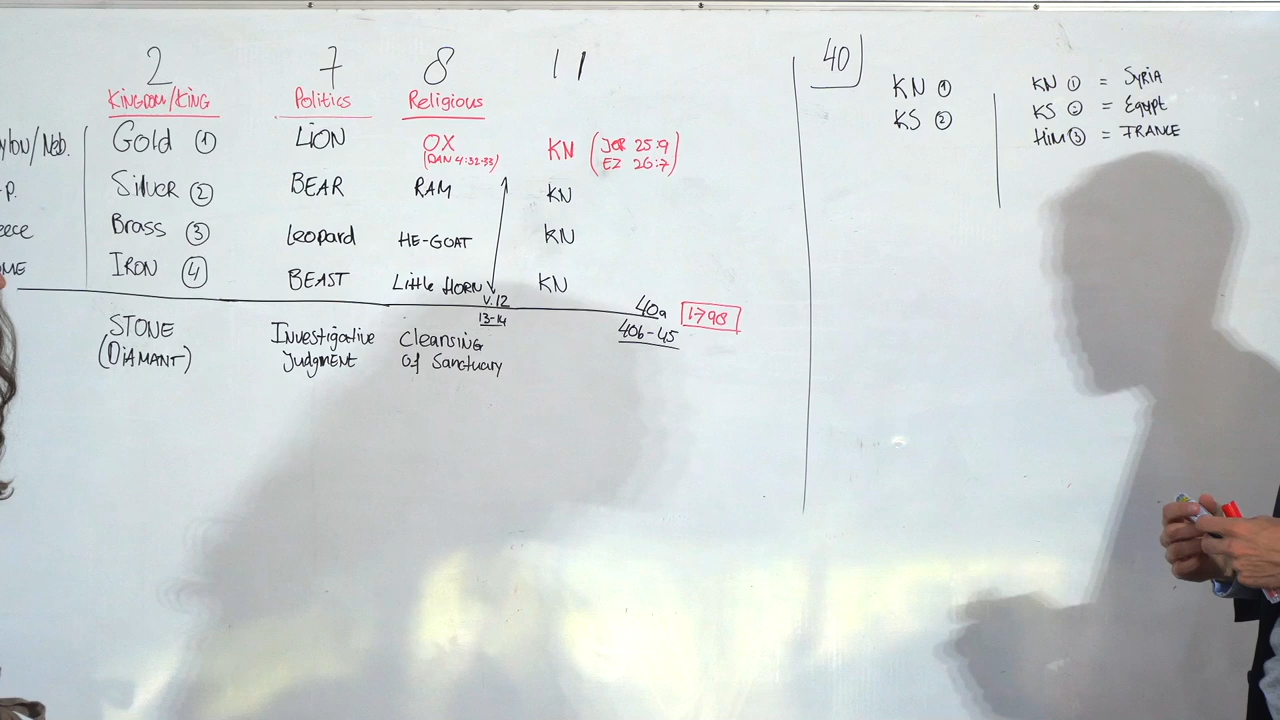 2 7 8 11
KINGDOM/KING Politics Religious
ylon/Neb. Gold ① LION OX KN (JER 25:9
(DAN 4:32-33) EZ 26:7)
P. Silver ② BEAR RAM KN
eece Brass ③ Leopard HE-GOAT KN
OME IRON ④ BEAST Little HORN KN
V.12 40a 1798
13-14 40b-45
STONE Investigative Cleansing
(DIAMANT) Judgment Of Sanctuary
40
KN ①
KS ②
KN ① = Syria
KS ② = Egypt
Him ③ = FRANCE